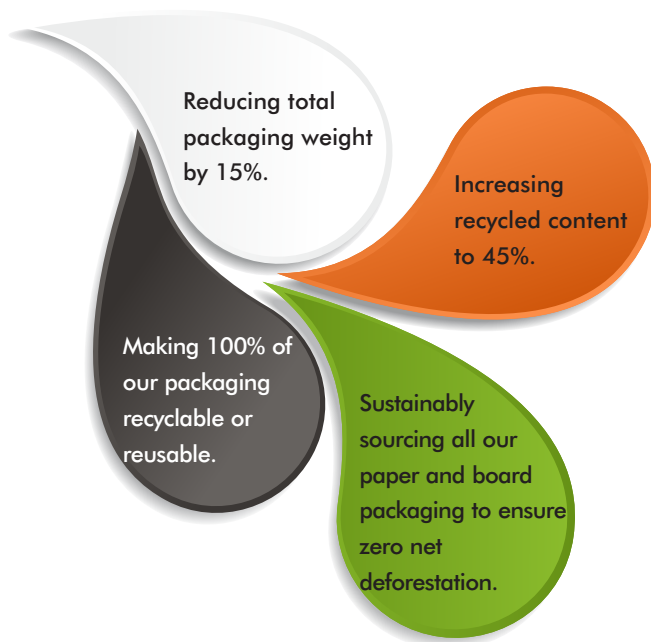 Reducing total
packaging weight
by 15%.
Increasing
recycled content
to 45%.
Making 100% of
our packaging
recyclable or
reusable.
Sustainably
sourcing all our
paper and board
packaging to ensure
zero net
deforestation.